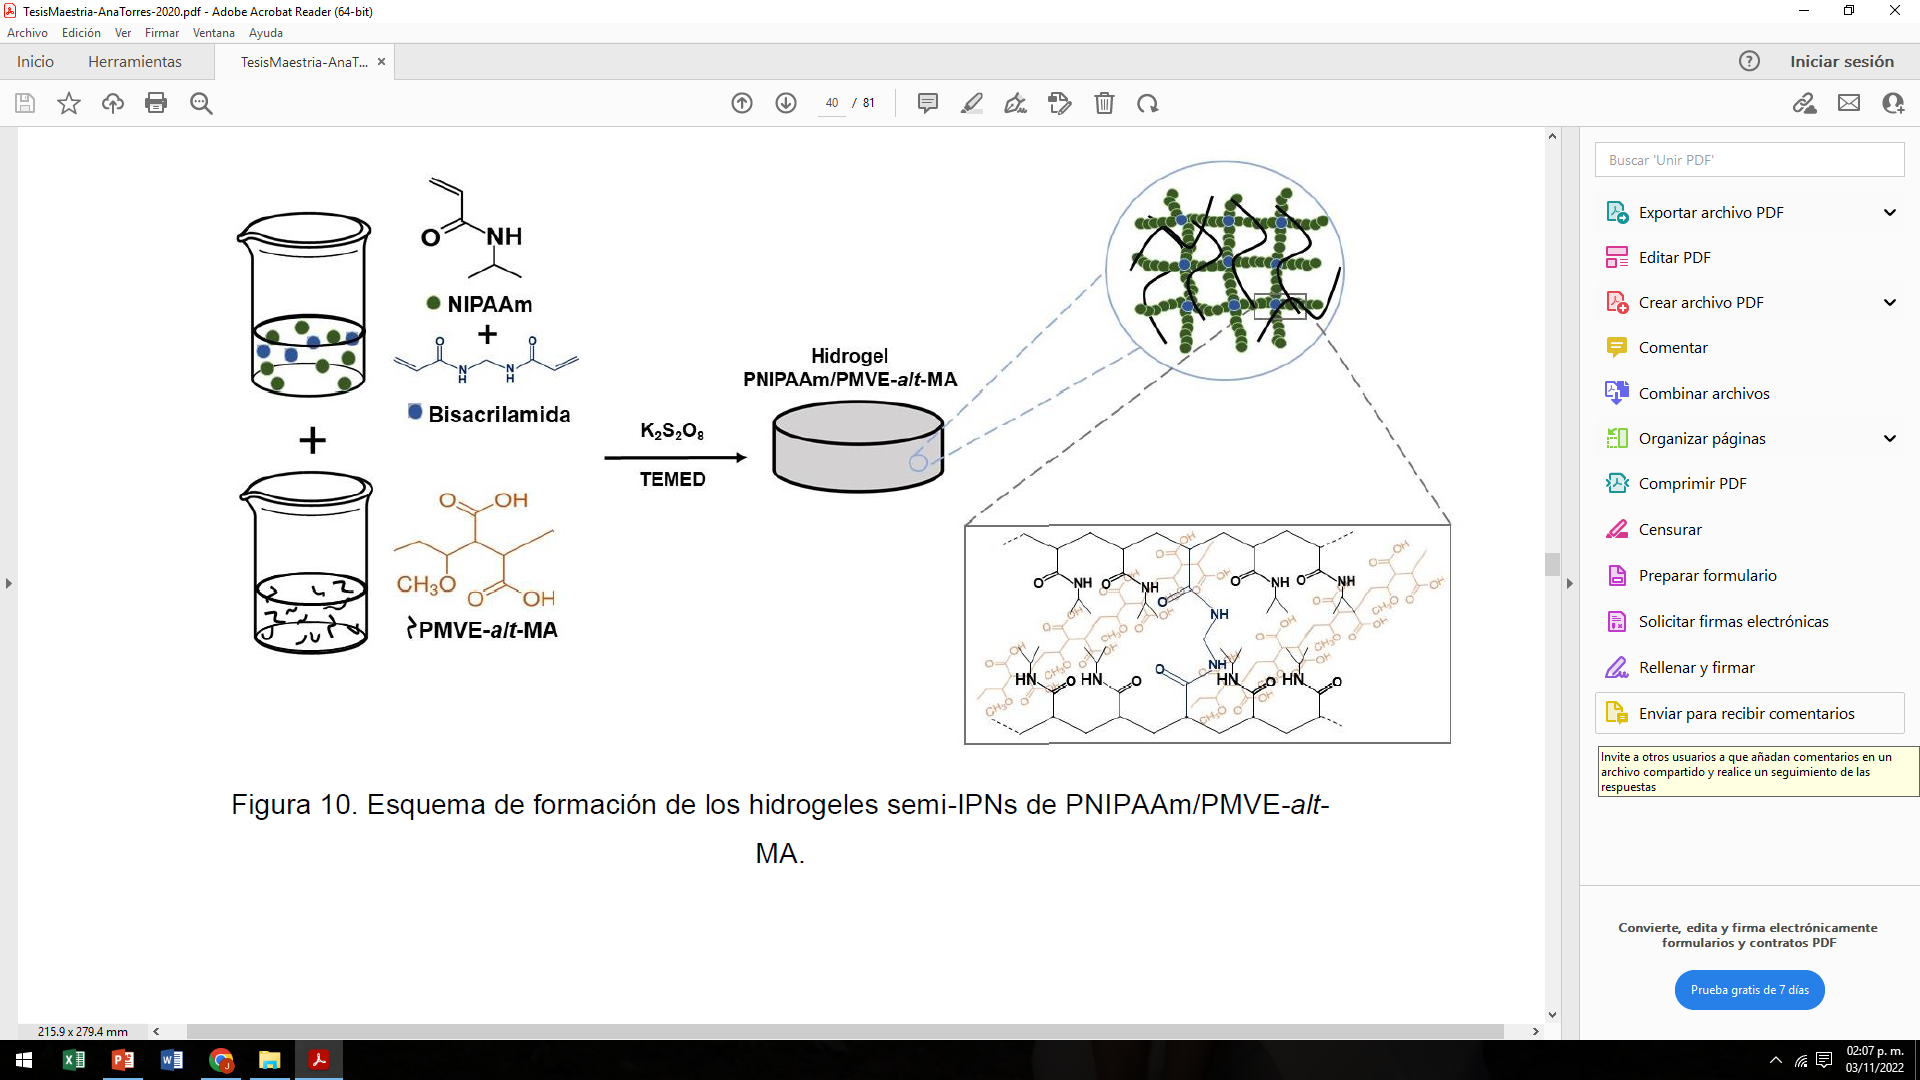 TesisMaestria-AnaTorres-2020.pdf - Adobe Acrobat Reader (64-bit)
Archivo Edición Ver Firmar Ventana Ayuda
Inicio Herramientas TesisMaestria-AnaT... × Iniciar sesión
40 / 81
Buscar 'Unir PDF'
Exportar archivo PDF
Editar PDF
Crear archivo PDF
Comentar
Combinar archivos
Organizar páginas
Comprimir PDF
Censurar
Preparar formulario
Solicitar firmas electrónicas
Rellenar y firmar
Enviar para recibir comentarios
Invite a otros usuarios a que añadan comentarios en un
archivo compartido y realice un seguimiento de las
respuestas
Convierte, edita y firma electrónicamente
formularios y contratos PDF
Prueba gratis de 7 días
O NH
NIPAAm
+
O O
N N
H H
Bisacrilamida
+
O OH
CH₃O
O OH
PMVE-alt-MA
K₂S₂O₈
TEMED
Hidrogel
PNIPAAm/PMVE-alt-MA
O NH O NH O NH O NH O NH
O NH
HN O HN O HN O HN O
Figura 10. Esquema de formación de los hidrogeles semi-IPNs de PNIPAAm/PMVE-alt-
MA.
215.9 x 279.4 mm
02:07 p. m.
03/11/2022